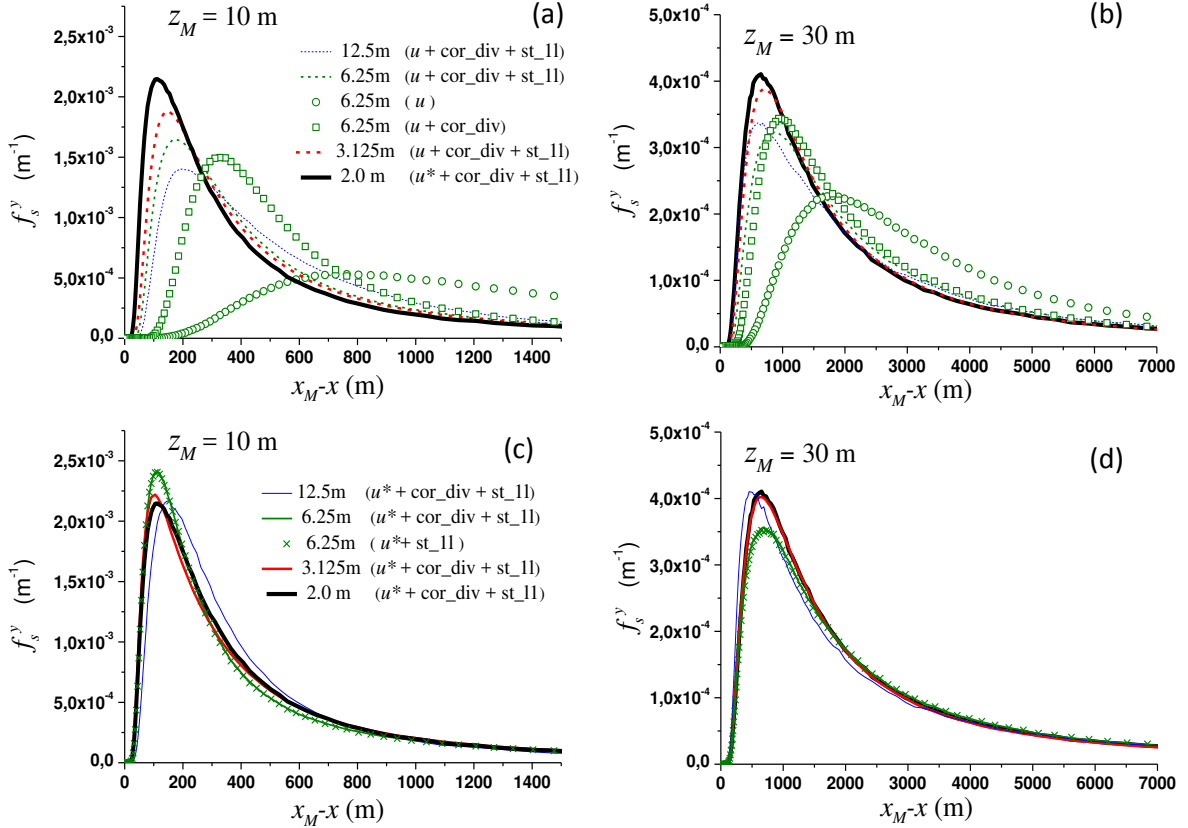 z_M = 10 m
(a)
2,5x10⁻³
2,0x10⁻³
1,5x10⁻³
1,0x10⁻³
5,0x10⁻⁴
0,0
f_s^y (m⁻¹)
12.5m (u + cor_div + st_1l)
6.25m (u + cor_div + st_1l)
6.25m (u)
6.25m (u + cor_div)
3.125m (u + cor_div + st_1l)
2.0 m (u* + cor_div + st_1l)
0 200 400 600 800 1000 1200 1400
x_M-x (m)
(b)
z_M = 30 m
5,0x10⁻⁴
4,0x10⁻⁴
3,0x10⁻⁴
2,0x10⁻⁴
1,0x10⁻⁴
0,0
f_s^y (m⁻¹)
0 1000 2000 3000 4000 5000 6000 7000
x_M-x (m)
z_M = 10 m
(c)
2,5x10⁻³
2,0x10⁻³
1,5x10⁻³
1,0x10⁻³
5,0x10⁻⁴
0,0
f_s^y (m⁻¹)
12.5m (u* + cor_div + st_1l)
6.25m (u* + cor_div + st_1l)
6.25m (u*+ st_1l)
3.125m (u* + cor_div + st_1l)
2.0 m (u* + cor_div + st_1l)
0 200 400 600 800 1000 1200 1400
x_M-x (m)
z_M = 30 m
(d)
5,0x10⁻⁴
4,0x10⁻⁴
3,0x10⁻⁴
2,0x10⁻⁴
1,0x10⁻⁴
0,0
f_s^y (m⁻¹)
0 1000 2000 3000 4000 5000 6000 7000
x_M-x (m)